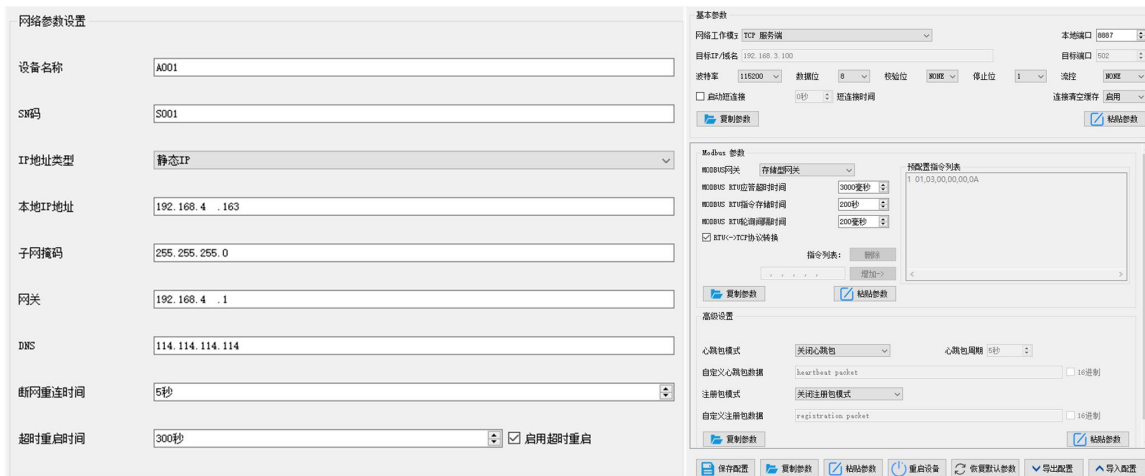 网络参数设置
设备名称 A001
SN码 S001
IP地址类型 静态IP
本地IP地址 192.168.4 .163
子网掩码 255.255.255.0
网关 192.168.4 .1
DNS 114.114.114.114
断网重连时间 5秒
超时重启时间 300秒 启用超时重启
基本参数
网络工作模式 TCP 服务端 本地端口 8887
目标IP/域名 192.168.3.100 目标端口 502
波特率 115200 数据位 8 校验位 NONE 停止位 1 流控 NONE
启动短连接 0秒 短连接时间 连接清空缓存 启用
复制参数 粘贴参数
Modbus 参数
MODBUS网关 存储型网关
MODBUS RTU应答超时时间 3000毫秒
MODBUS RTU指令存储时间 200秒
MODBUS RTU轮询间隔时间 200毫秒
RTU<->TCP协议转换
指令列表: 删除
增加->
复制参数 粘贴参数
预配置指令列表
1 01,03,00,00,00,0A
高级设置
心跳包模式 关闭心跳包 心跳包周期 5秒
自定义心跳包数据 heartbeat packet 16进制
注册包模式 关闭注册包模式
自定义注册包数据 registration packet 16进制
复制参数 粘贴参数
保存配置 复制参数 粘贴参数 重启设备 恢复默认参数 导出配置 导入配置